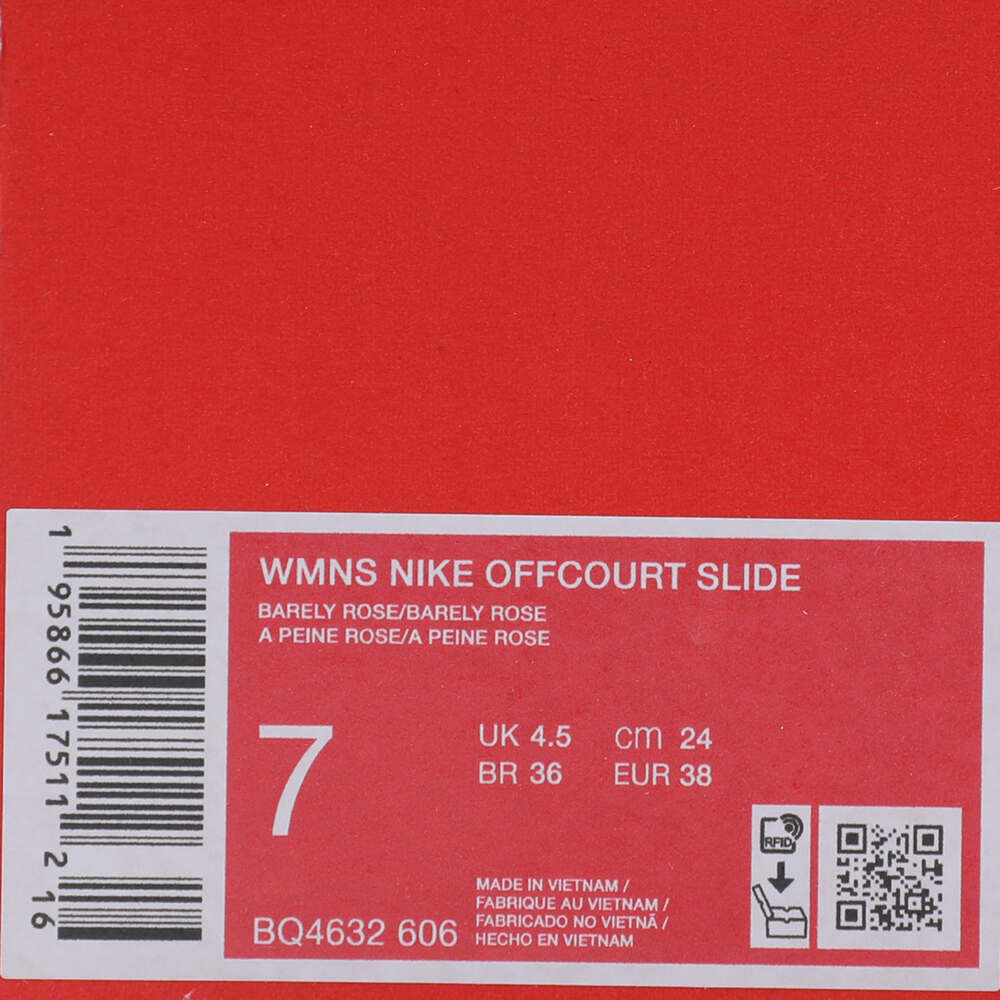 WMNS NIKE OFFCOURT SLIDE
BARELY ROSE/BARELY ROSE
A PEINE ROSE/A PEINE ROSE
7
UK 4.5 cm 24
BR 36 EUR 38
MADE IN VIETNAM /
FABRIQUE AU VIETNAM /
FABRICADO NO VIETNÃ /
HECHO EN VIETNAM
BQ4632 606
RFID
1 95866 17511 2 16